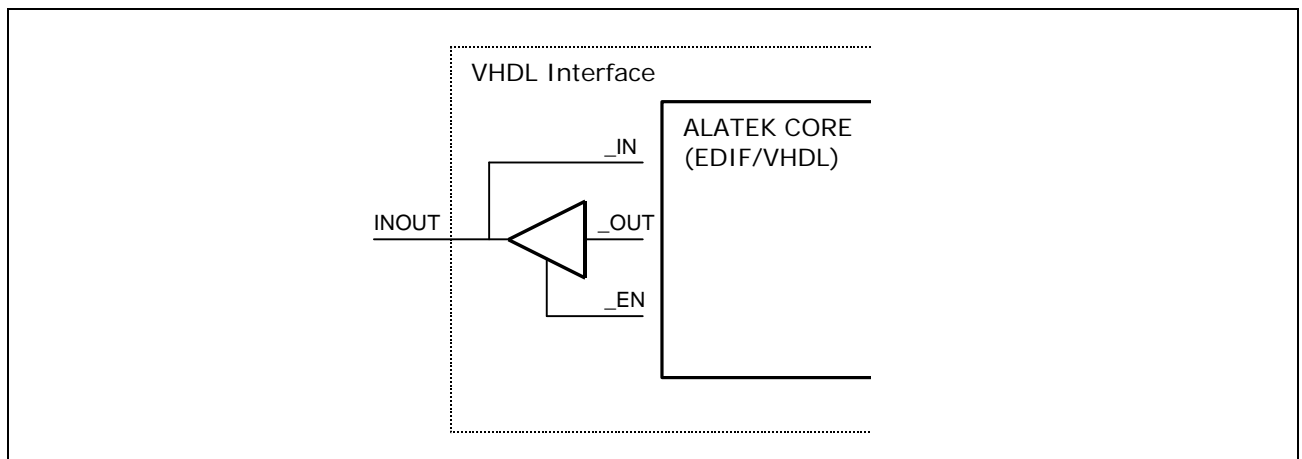 VHDL Interface
ALATEK CORE
(EDIF/VHDL)
_IN
INOUT
_OUT
_EN